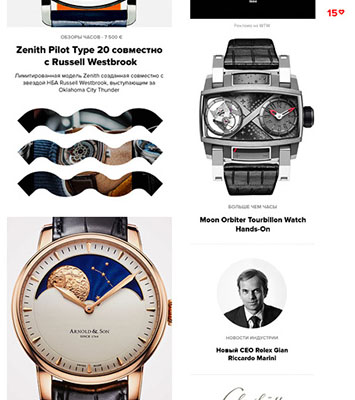 ОБЗОРЫ ЧАСОВ · 7 500 €
Zenith Pilot Type 20 совместно
с Russell Westbrook
Лимитированная модель Zenith созданная совместно с
звездой НБА Russell Westbrook, выступающим за
Oklahoma City Thunder
ARNOLD & SON
SINCE 1764
15
БОЛЬШЕ ЧЕМ ЧАСЫ
Moon Orbiter Tourbillon Watch
Hands-On
НОВОСТИ ИНДУСТРИИ
Новый CEO Rolex Gian
Riccardo Marini